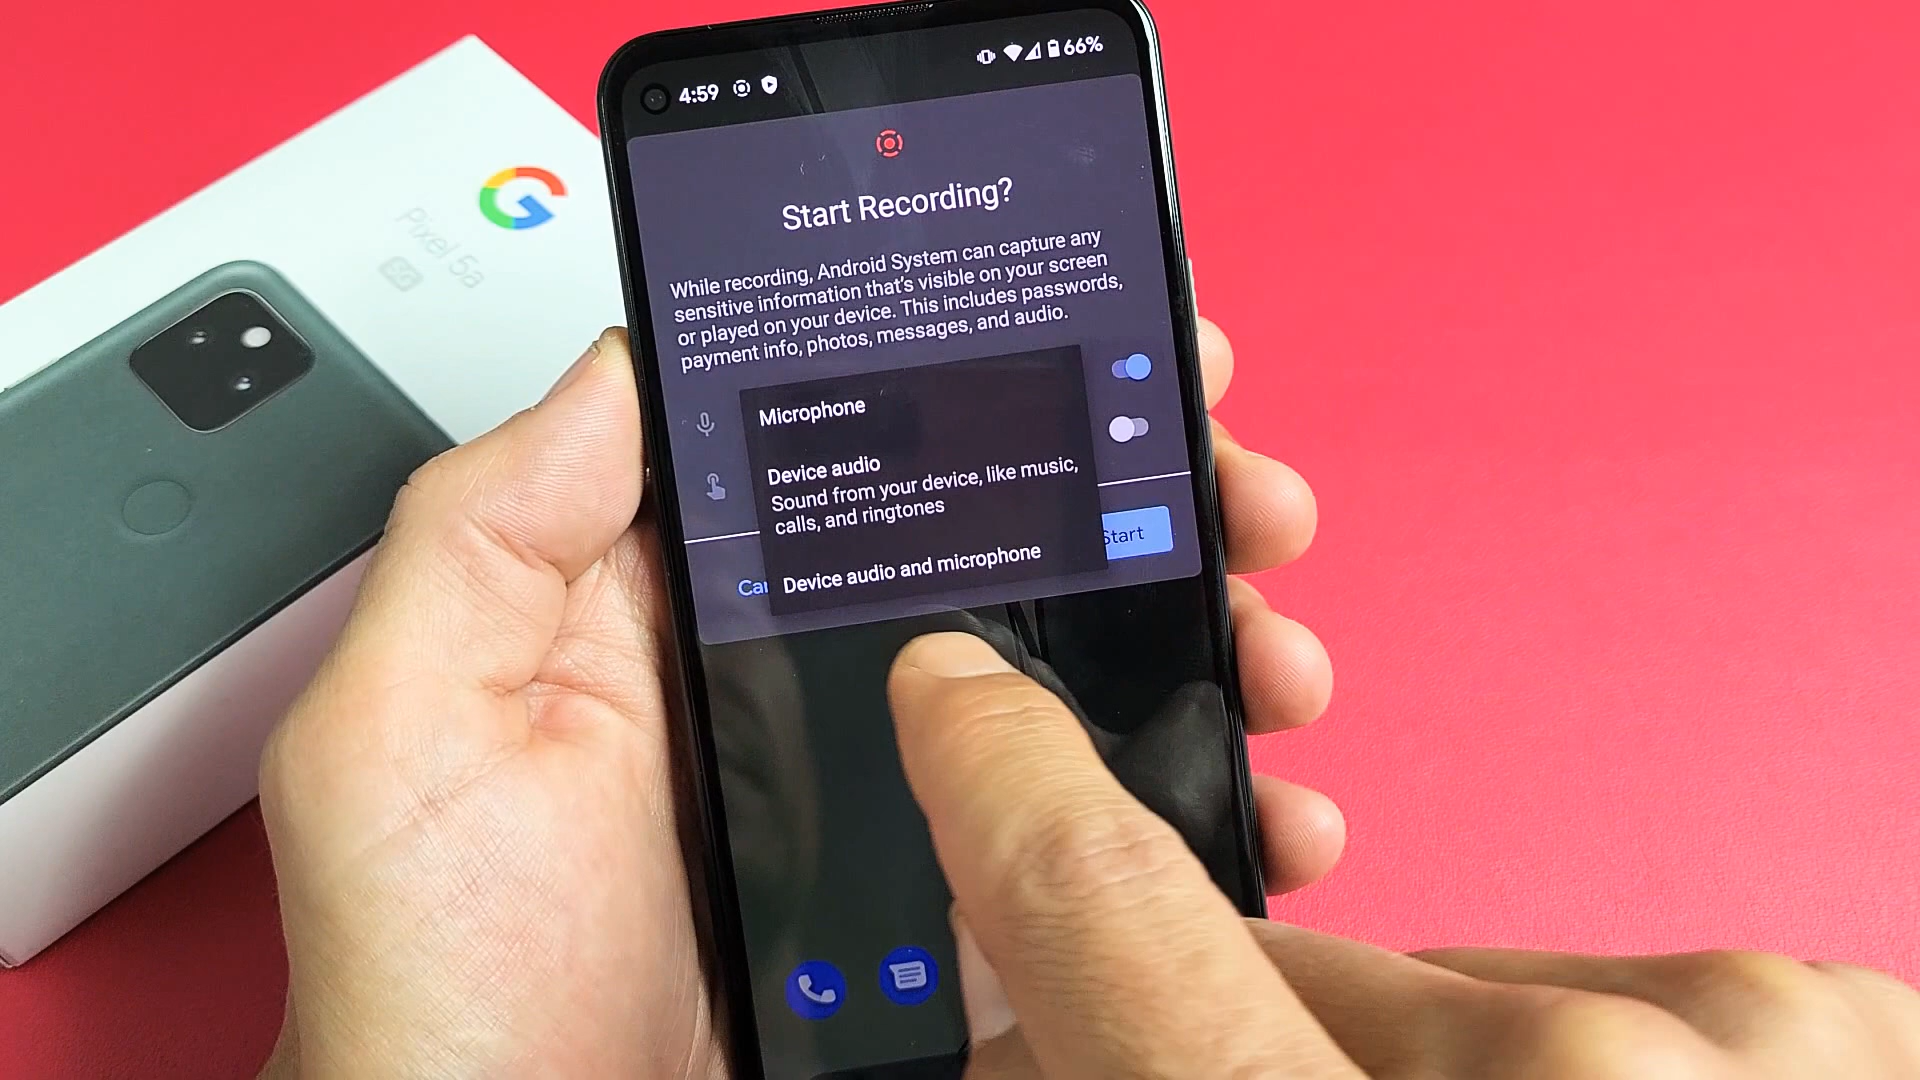 4:59
66%
Pixel 5a
5G
Start Recording?
While recording, Android System can capture any
sensitive information that's visible on your screen
or played on your device. This includes passwords,
payment info, photos, messages, and audio.
Microphone
Device audio
Sound from your device, like music,
calls, and ringtones
Device audio and microphone
Start
Can